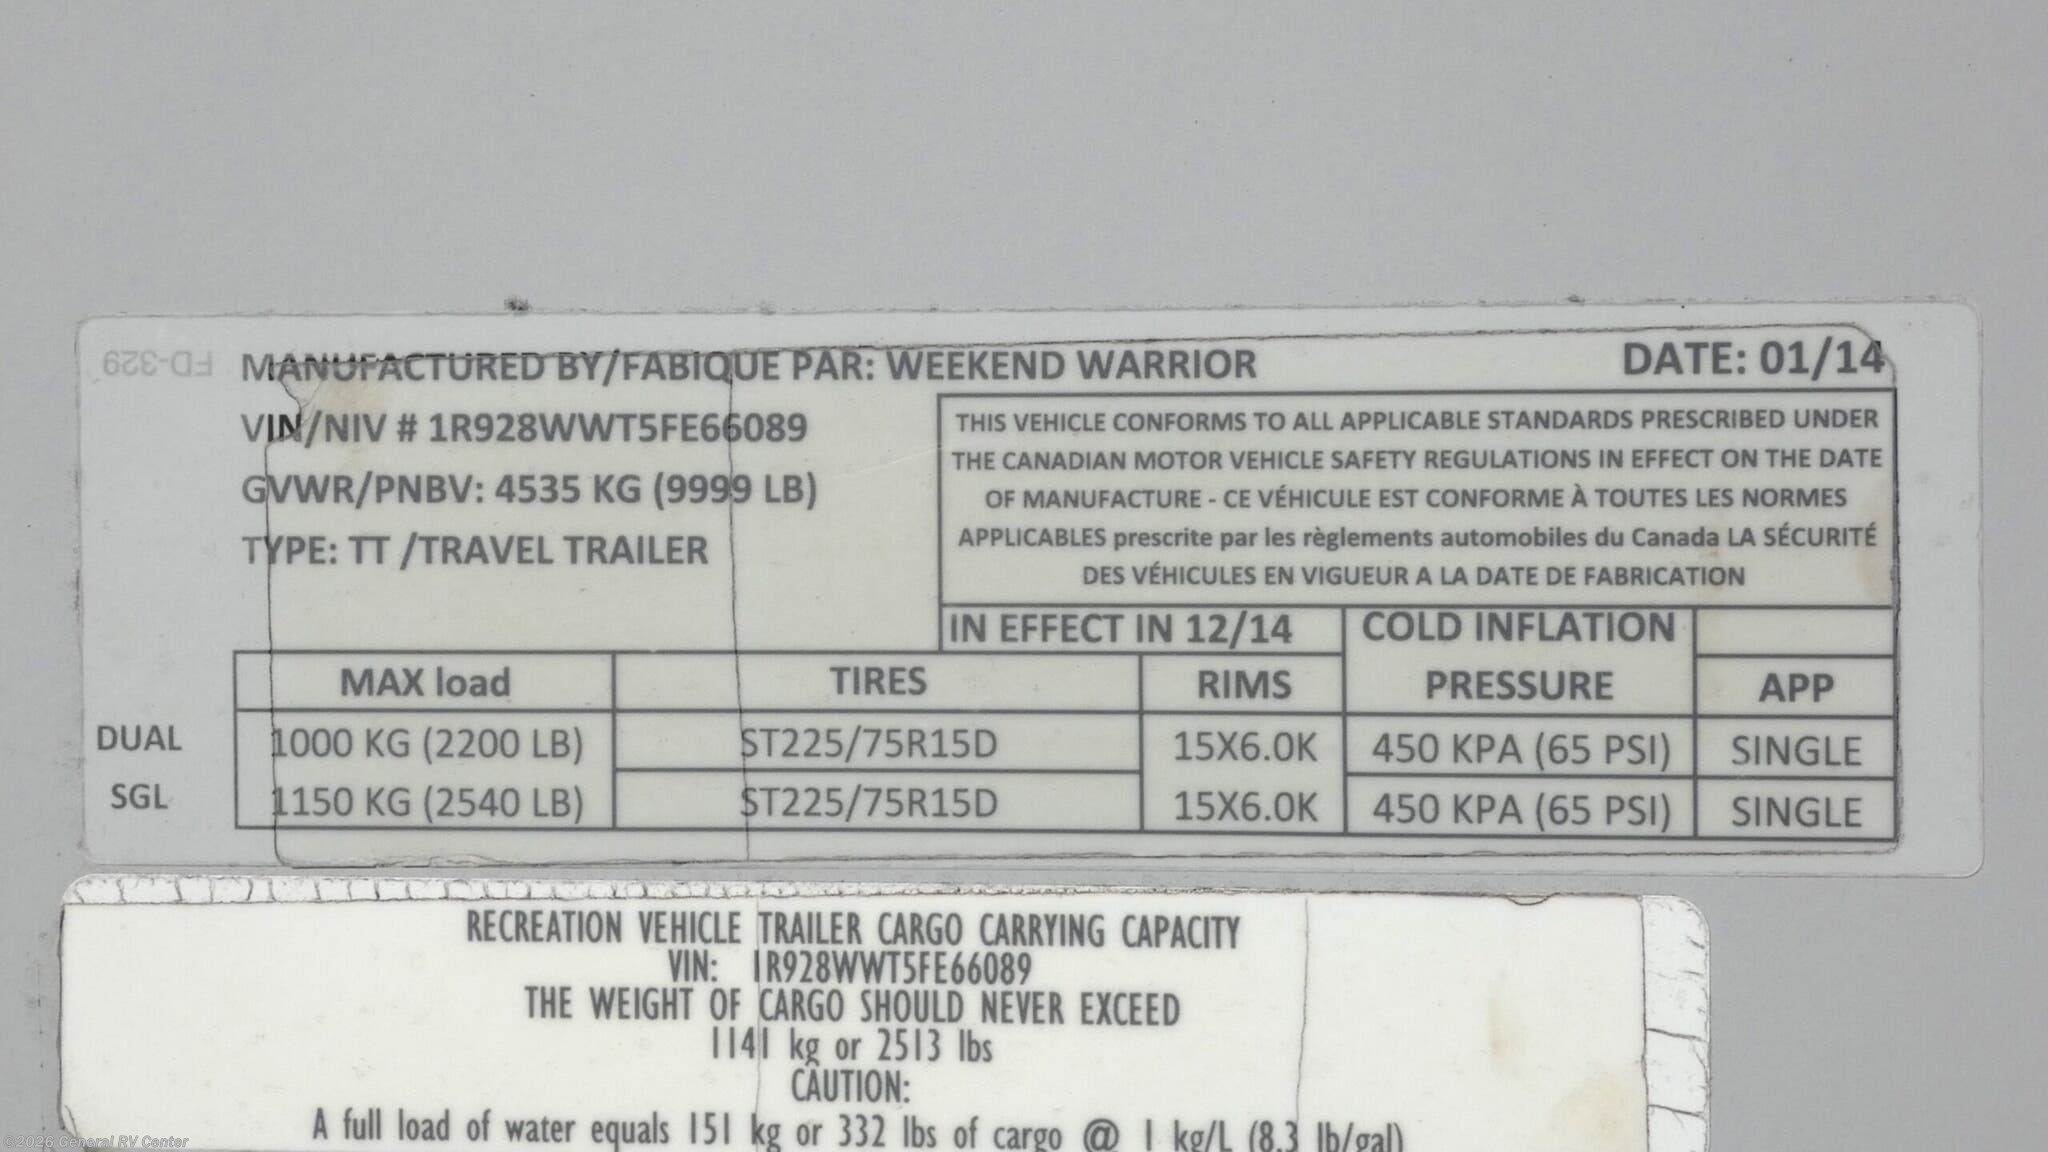 FD-329
MANUFACTURED BY/FABIQUE PAR: WEEKEND WARRIOR
DATE: 01/14
VIN/NIV # 1R928WWT5FE66089
GVWR/PNBV: 4535 KG (9999 LB)
TYPE: TT /TRAVEL TRAILER
THIS VEHICLE CONFORMS TO ALL APPLICABLE STANDARDS PRESCRIBED UNDER
THE CANADIAN MOTOR VEHICLE SAFETY REGULATIONS IN EFFECT ON THE DATE
OF MANUFACTURE - CE VÉHICULE EST CONFORME À TOUTES LES NORMES
APPLICABLES prescrite par les règlements automobiles du Canada LA SÉCURITÉ
DES VÉHICULES EN VIGUEUR A LA DATE DE FABRICATION
IN EFFECT IN 12/14
COLD INFLATION
MAX load TIRES RIMS PRESSURE APP
DUAL 1000 KG (2200 LB) ST225/75R15D 15X6.0K 450 KPA (65 PSI) SINGLE
SGL 1150 KG (2540 LB) ST225/75R15D 15X6.0K 450 KPA (65 PSI) SINGLE
RECREATION VEHICLE TRAILER CARGO CARRYING CAPACITY
VIN: 1R928WWT5FE66089
THE WEIGHT OF CARGO SHOULD NEVER EXCEED
1141 kg or 2513 lbs
CAUTION:
A full load of water equals 151 kg or 332 lbs of cargo @ 1 kg/L (8.3 lb/gal)
©2026 General RV Center